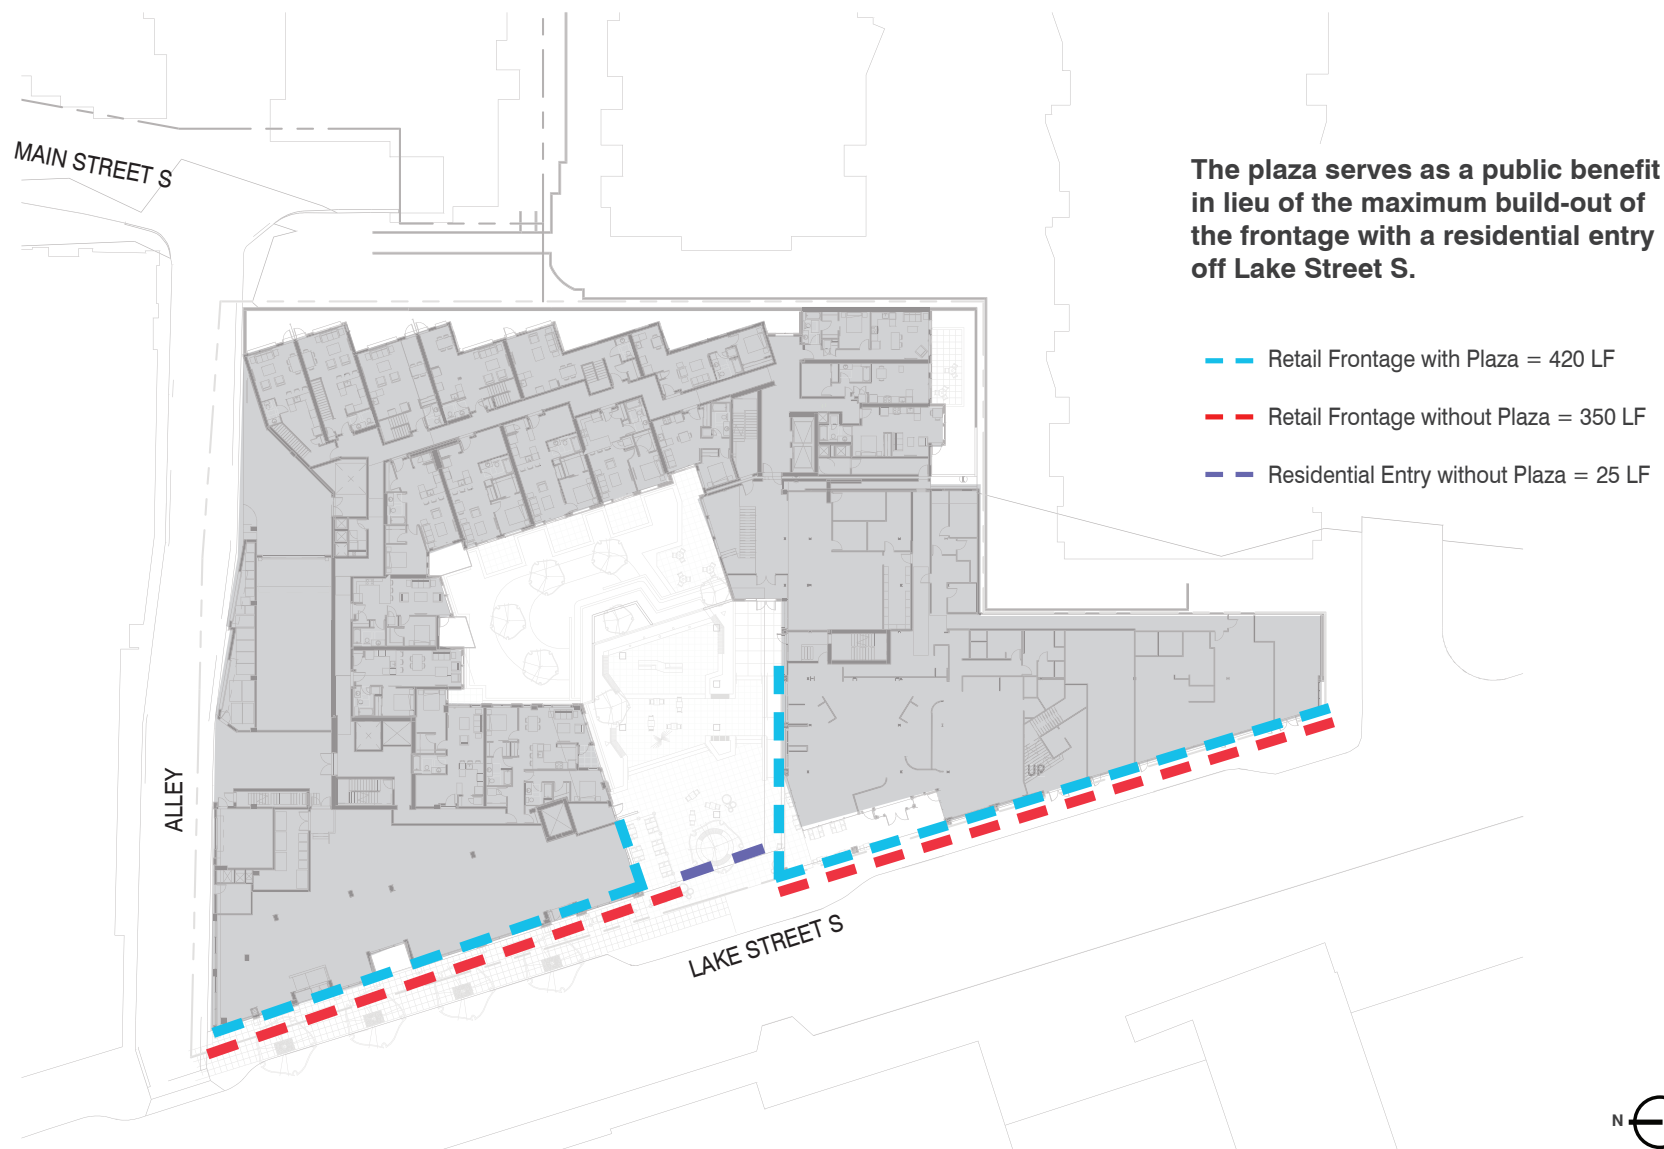 MAIN STREET S
The plaza serves as a public benefit
in lieu of the maximum build-out of
the frontage with a residential entry
off Lake Street S.
Retail Frontage with Plaza = 420 LF
Retail Frontage without Plaza = 350 LF
Residential Entry without Plaza = 25 LF
UP
ALLEY
LAKE STREET S
N